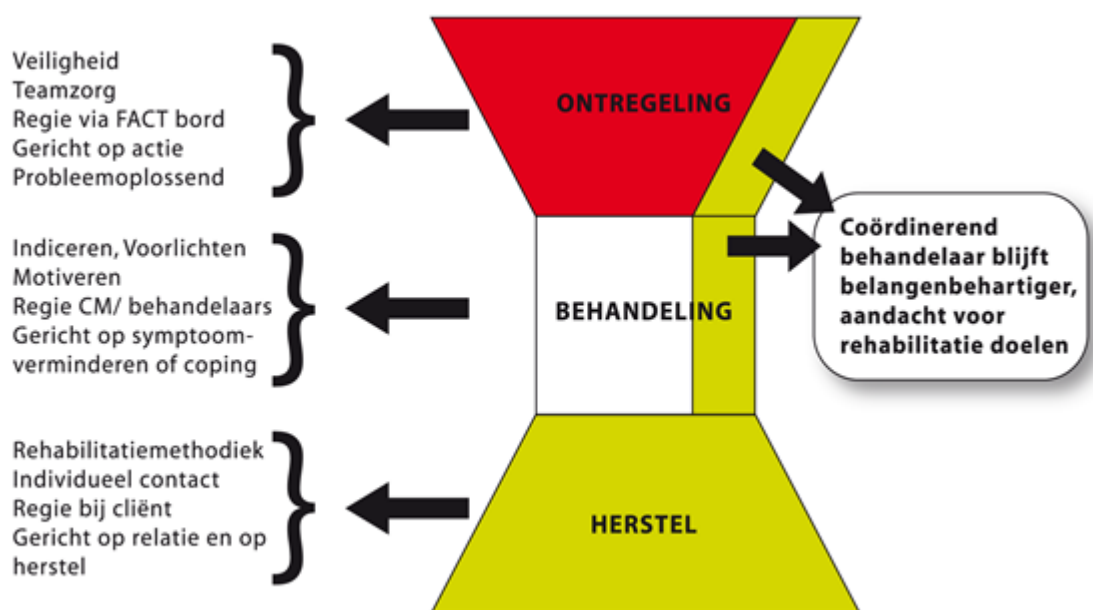 Veiligheid
Teamzorg
Regie via FACT bord
Gericht op actie
Probleemoplossend
ONTREGELING
Indiceren, Voorlichten
Motiveren
Regie CM/ behandelaars
Gericht op symptoom-
verminderen of coping
BEHANDELING
Coördinerend
behandelaar blijft
belangenbehartiger,
aandacht voor
rehabilitatie doelen
Rehabilitatiemethodiek
Individueel contact
Regie bij cliënt
Gericht op relatie en op
herstel
HERSTEL